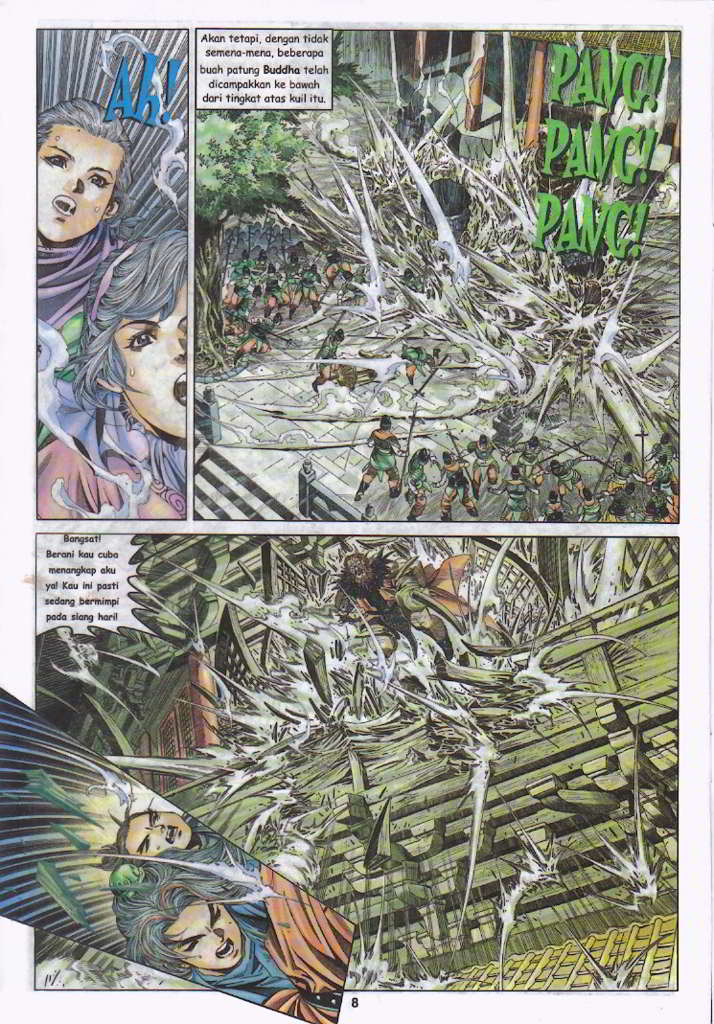 Ah!
Akan tetapi, dengan tidak
semena-mena, beberapa
buah patung Buddha telah
dicampakkan ke bawah
dari tingkat atas kuil itu.
PANG!
PANG!
PANG!
Bangsat!
Berani kau cuba
menangkap aku
ya! Kau ini pasti
sedang bermimpi
pada siang hari!
8